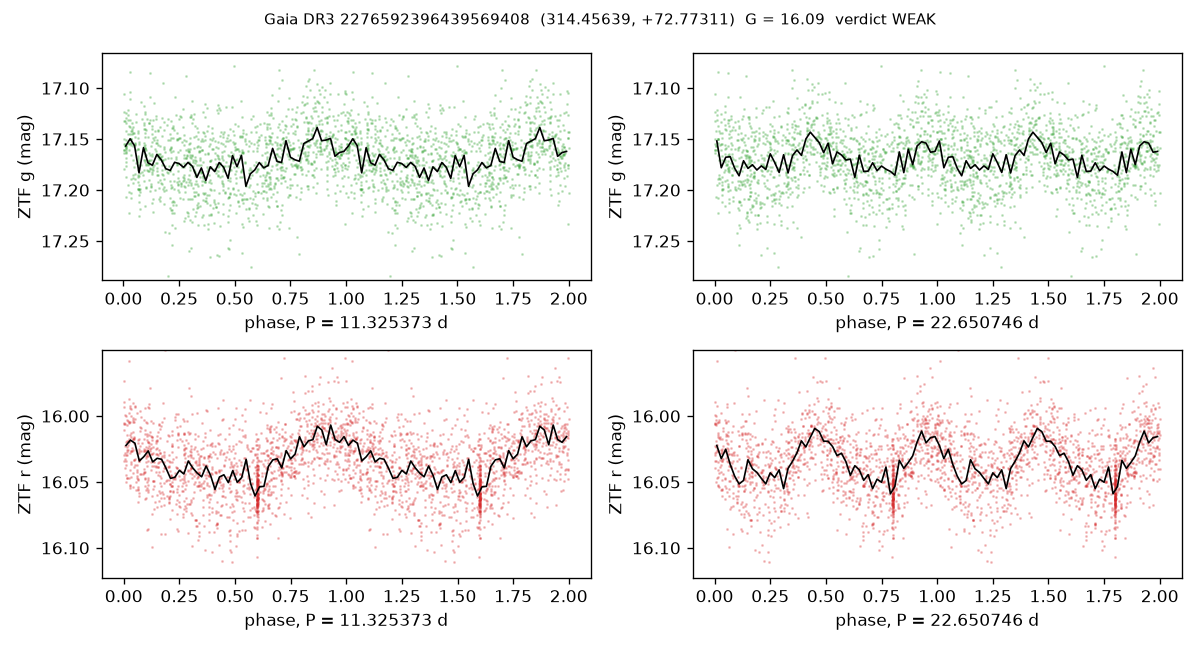 Gaia DR3 2276592396439569408 (314.45639, +72.77311) G = 16.09 verdict WEAK
ZTF g (mag)
17.10
17.15
17.20
17.25
0.00 0.25 0.50 0.75 1.00 1.25 1.50 1.75 2.00
phase, P = 11.325373 d
ZTF g (mag)
17.10
17.15
17.20
17.25
0.00 0.25 0.50 0.75 1.00 1.25 1.50 1.75 2.00
phase, P = 22.650746 d
ZTF r (mag)
16.00
16.05
16.10
0.00 0.25 0.50 0.75 1.00 1.25 1.50 1.75 2.00
phase, P = 11.325373 d
ZTF r (mag)
16.00
16.05
16.10
0.00 0.25 0.50 0.75 1.00 1.25 1.50 1.75 2.00
phase, P = 22.650746 d